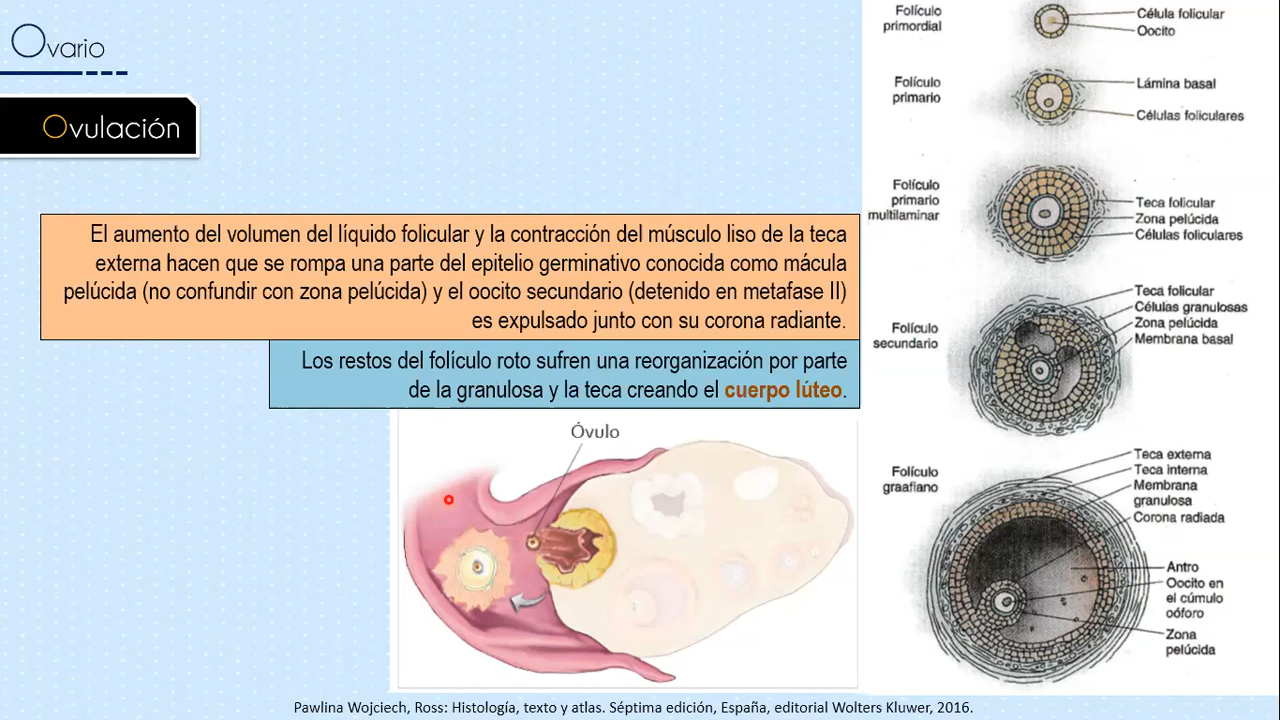 Ovario
Ovulación
El aumento del volumen del líquido folicular y la contracción del músculo liso de la teca
externa hacen que se rompa una parte del epitelio germinativo conocida como mácula
pelúcida (no confundir con zona pelúcida) y el oocito secundario (detenido en metafase II)
es expulsado junto con su corona radiante.
Los restos del folículo roto sufren una reorganización por parte
de la granulosa y la teca creando el cuerpo lúteo.
Óvulo
Folículo
primordial
Célula folicular
Oocito
Folículo
primario
Lámina basal
Células foliculares
Folículo
primario
multilaminar
Teca folicular
Zona pelúcida
Células foliculares
Folículo
secundario
Teca folicular
Células granulosas
Zona pelúcida
Membrana basal
Folículo
graafiano
Teca externa
Teca interna
Membrana
granulosa
Corona radiada
Antro
Oocito en
el cúmulo
oóforo
Zona
pelúcida
Pawlina Wojciech, Ross: Histología, texto y atlas. Séptima edición, España, editorial Wolters Kluwer, 2016.